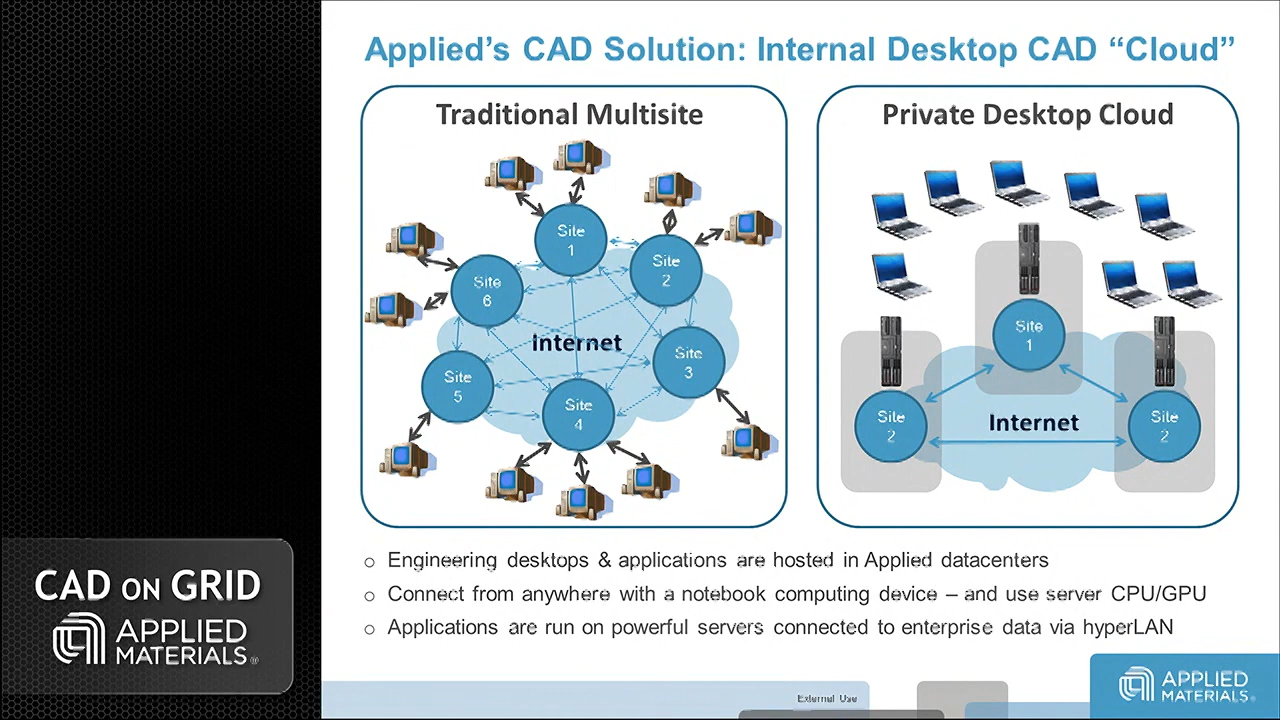 Applied’s CAD Solution: Internal Desktop CAD “Cloud”
Traditional Multisite
Site
1
Site
2
Site
6
Internet
Site
3
Site
5
Site
4
Private Desktop Cloud
Site
1
Site
2
Internet
Site
2
o Engineering desktops & applications are hosted in Applied datacenters
o Connect from anywhere with a notebook computing device – and use server CPU/GPU
o Applications are run on powerful servers connected to enterprise data via hyperLAN
CAD ON GRID
APPLIED
MATERIALS®
External Use
APPLIED
MATERIALS®